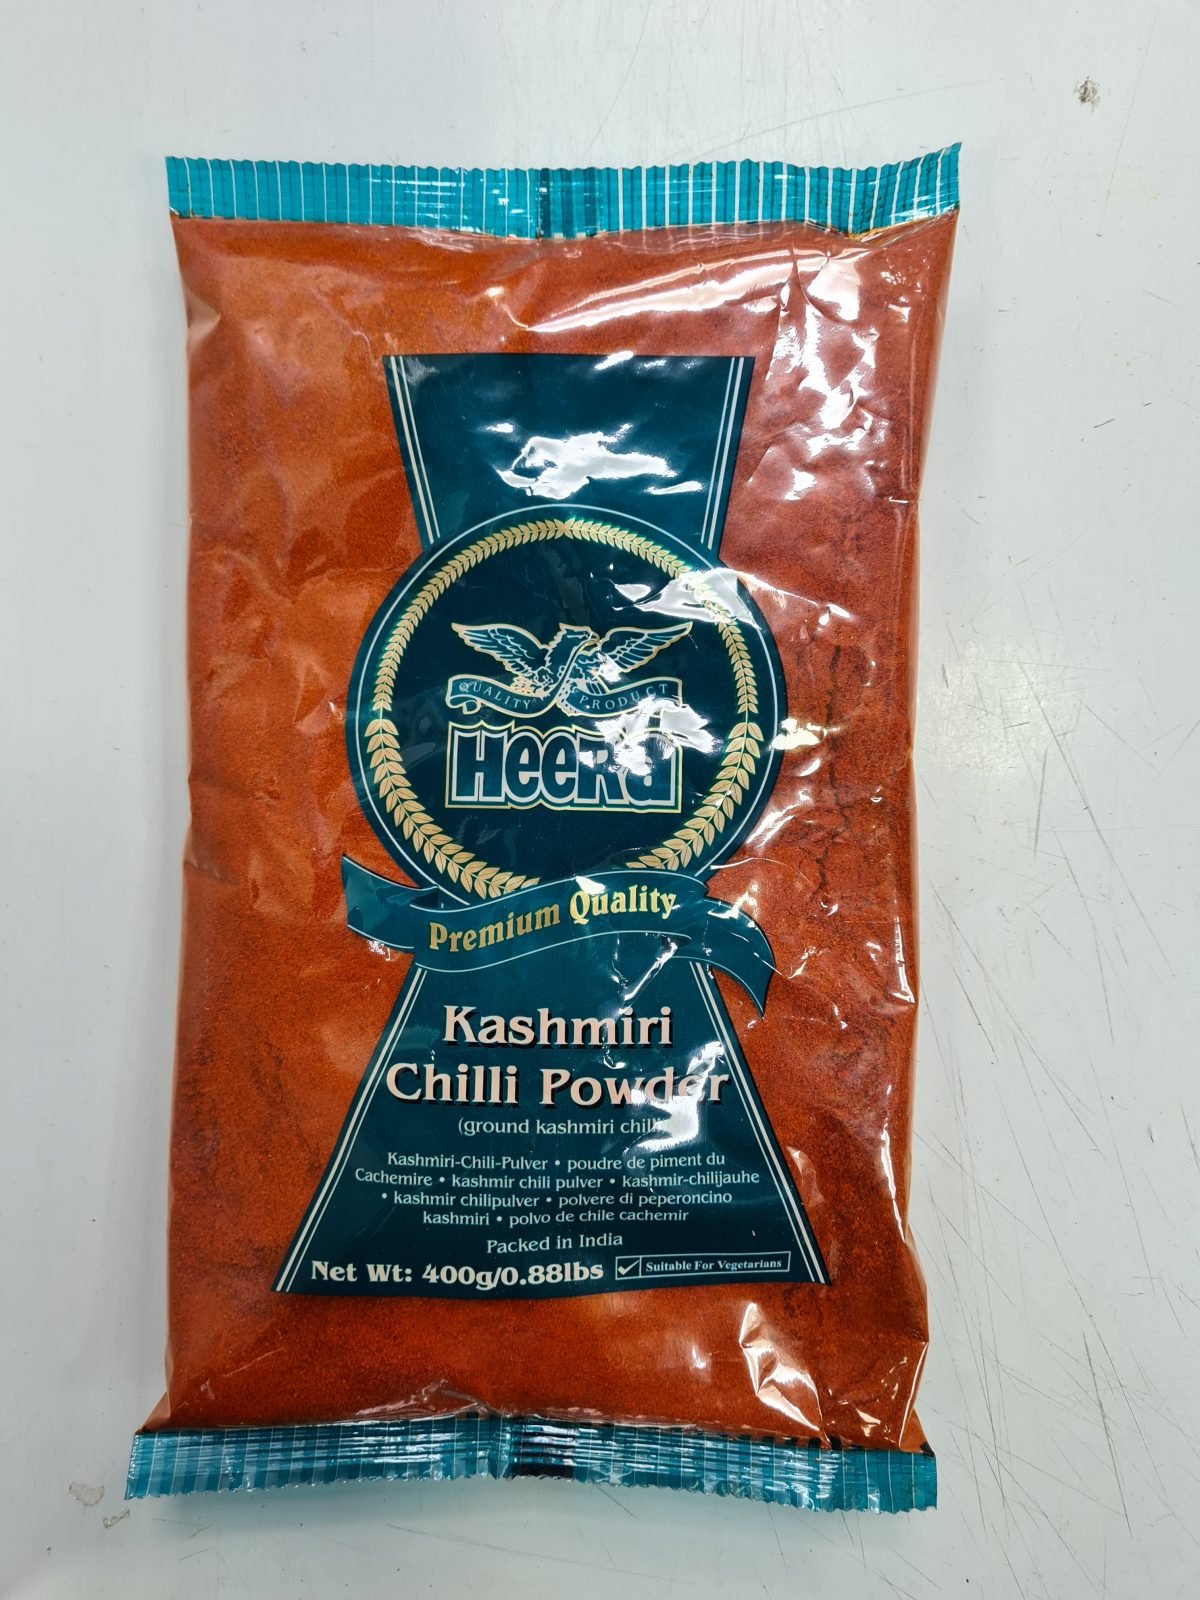 QUALITY PRODUCT
HeeRa
Premium Quality
Kashmiri
Chilli Powder
(ground kashmiri chilli)
Kashmiri-Chili-Pulver • poudre de piment du
Cachemire • kashmir chili pulver • kashmir-chilijauhe
• kashmir chilipulver • polvere di peperoncino
kashmiri • polvo de chile cachemir
Packed in India
Net Wt: 400g/0.88lbs
Suitable For Vegetarians